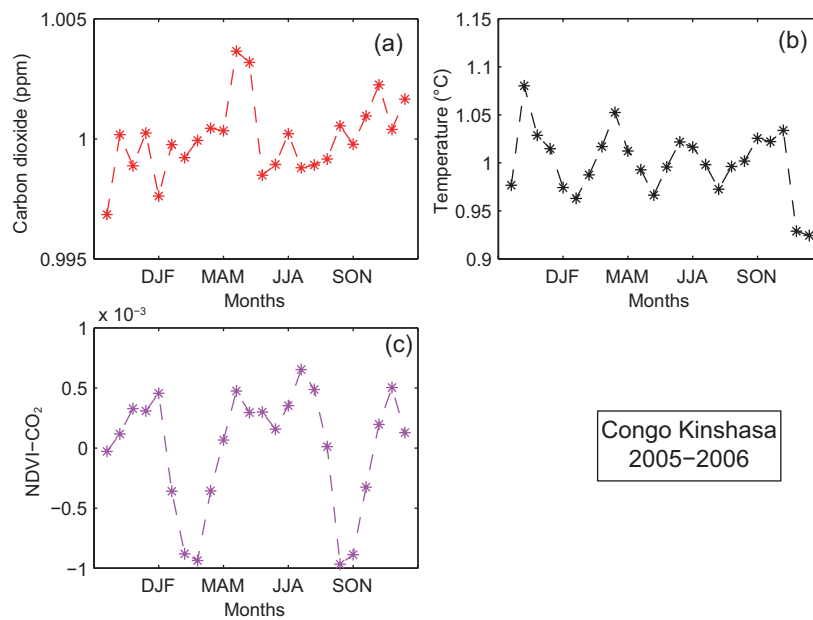 (a)
1.005
1
0.995
Carbon dioxide (ppm)
DJF MAM JJA SON
Months
(b)
1.15
1.1
1.05
1
0.95
0.9
Temperature (°C)
DJF MAM JJA SON
Months
x 10⁻³
(c)
1
0.5
0
−0.5
−1
NDVI−CO₂
DJF MAM JJA SON
Months
Congo Kinshasa
2005−2006